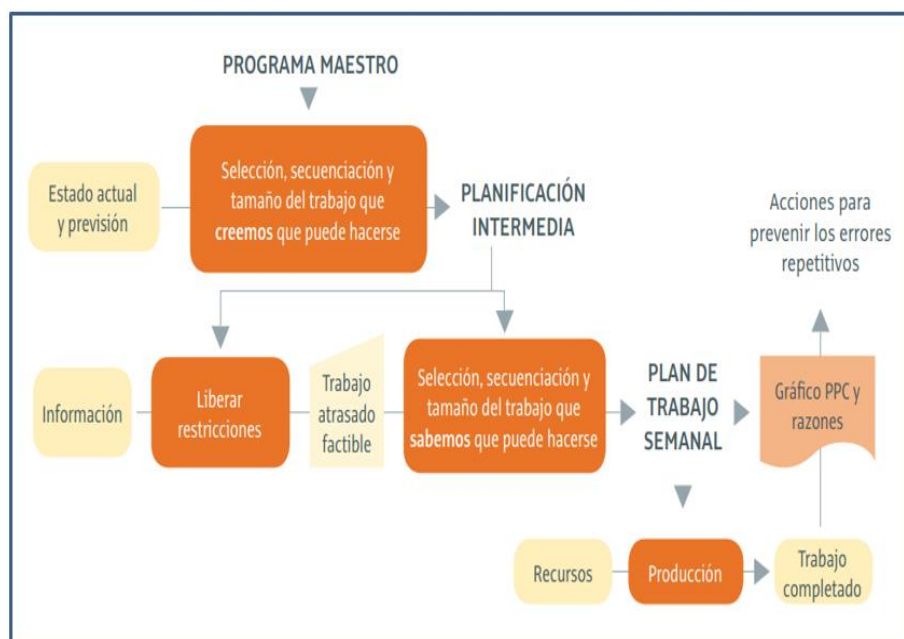 PROGRAMA MAESTRO
Estado actual
y previsión
Selección, secuenciación y
tamaño del trabajo que
creemos que puede hacerse
PLANIFICACIÓN
INTERMEDIA
Acciones para
prevenir los errores
repetitivos
Información
Liberar
restricciones
Trabajo
atrasado
factible
Selección, secuenciación y
tamaño del trabajo que
sabemos que puede hacerse
PLAN DE
TRABAJO
SEMANAL
Gráfico PPC y
razones
Recursos
Producción
Trabajo
completado